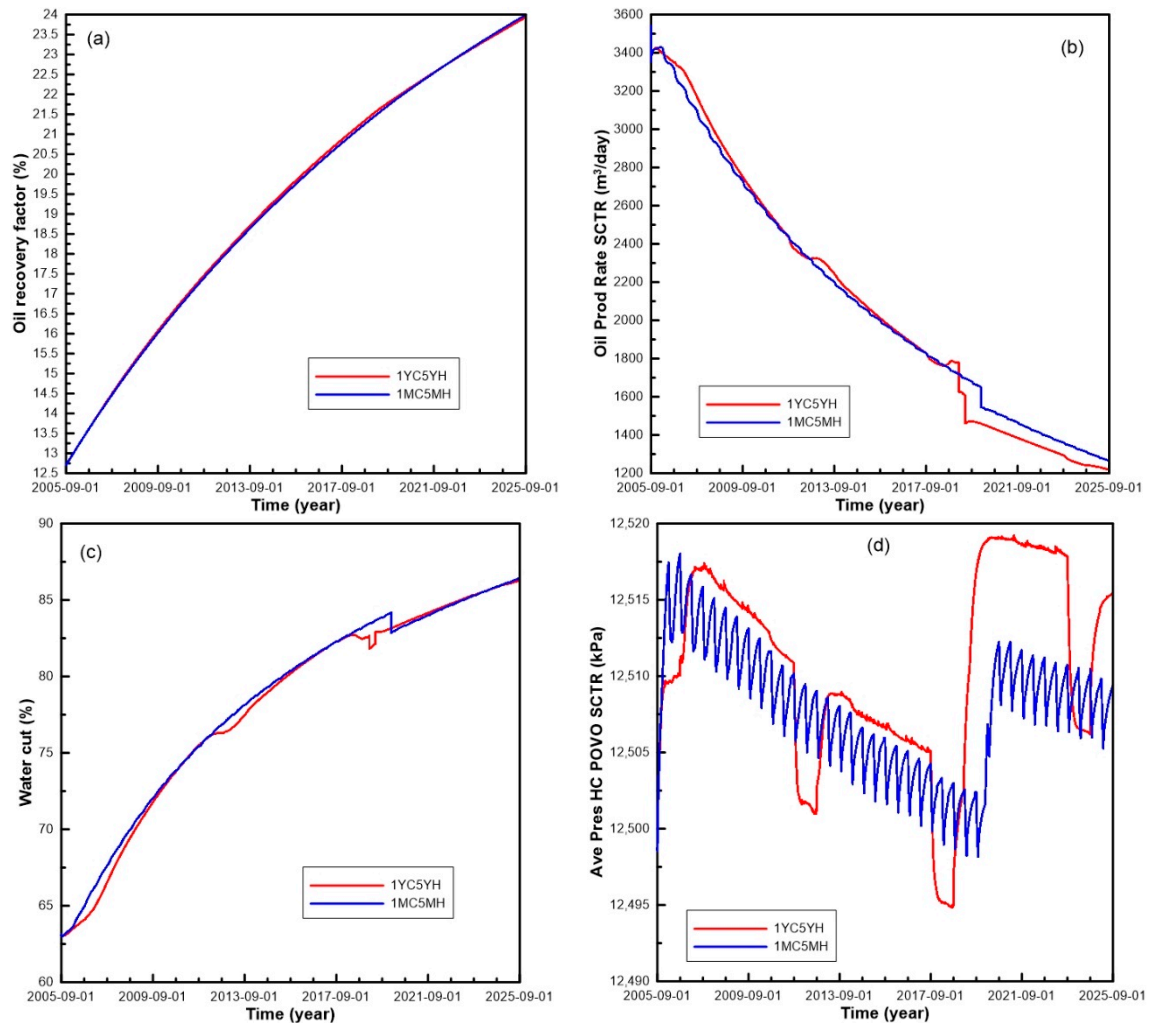 24
23.5
23
22.5
22
21.5
21
20.5
20
19.5
19
18.5
18
17.5
17
16.5
16
15.5
15
14.5
14
13.5
13
12.5
Oil recovery factor (%)
(a)
1YC5YH
1MC5MH
2005-09-01 2009-09-01 2013-09-01 2017-09-01 2021-09-01 2025-09-01
Time (year)
3600
3400
3200
3000
2800
2600
2400
2200
2000
1800
1600
1400
1200
Oil Prod Rate SCTR (m³/day)
(b)
1YC5YH
1MC5MH
2005-09-01 2009-09-01 2013-09-01 2017-09-01 2021-09-01 2025-09-01
Time (year)
90
85
80
75
70
65
60
Water cut (%)
(c)
1YC5YH
1MC5MH
2005-09-01 2009-09-01 2013-09-01 2017-09-01 2021-09-01 2025-09-01
Time (year)
12,520
12,515
12,510
12,505
12,500
12,495
12,490
Ave Pres HC POVO SCTR (kPa)
(d)
1YC5YH
1MC5MH
2005-09-01 2009-09-01 2013-09-01 2017-09-01 2021-09-01 2025-09-01
Time (year)